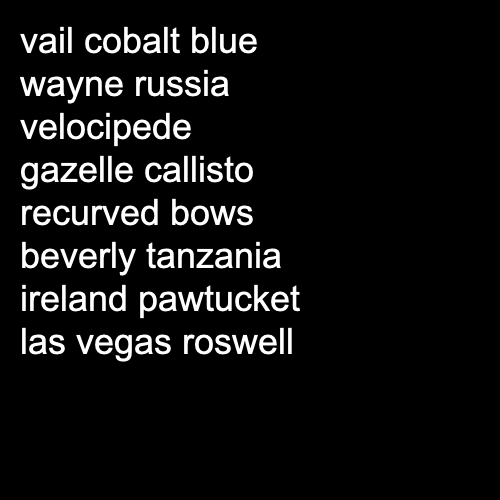 vail cobalt blue
wayne russia
velocipede
gazelle callisto
recurved bows
beverly tanzania
ireland pawtucket
las vegas roswell